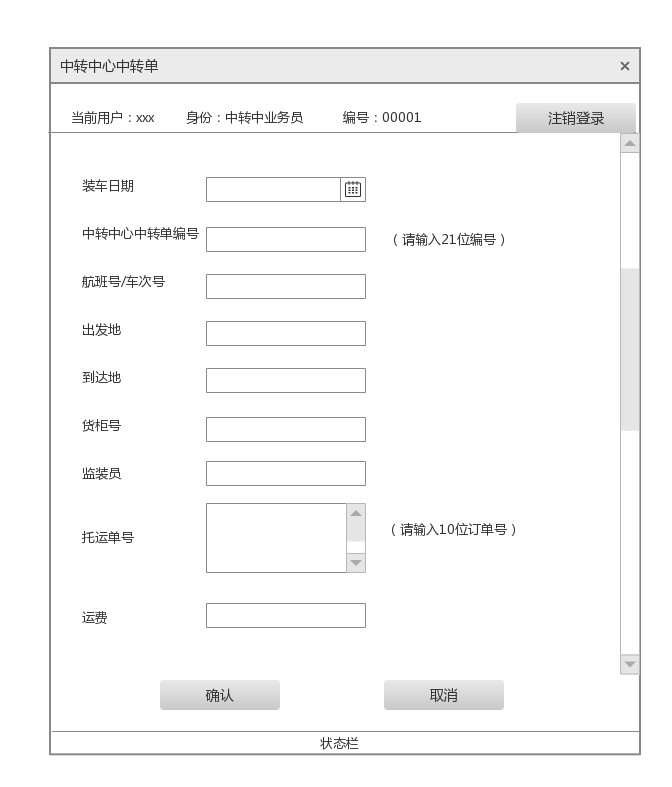 中转中心中转单 ×
当前用户：xxx 身份：中转中业务员 编号：00001 注销登录
装车日期
中转中心中转单编号 （请输入21位编号）
航班号/车次号
出发地
到达地
货柜号
监装员
托运单号 （请输入10位订单号）
运费
确认 取消
状态栏